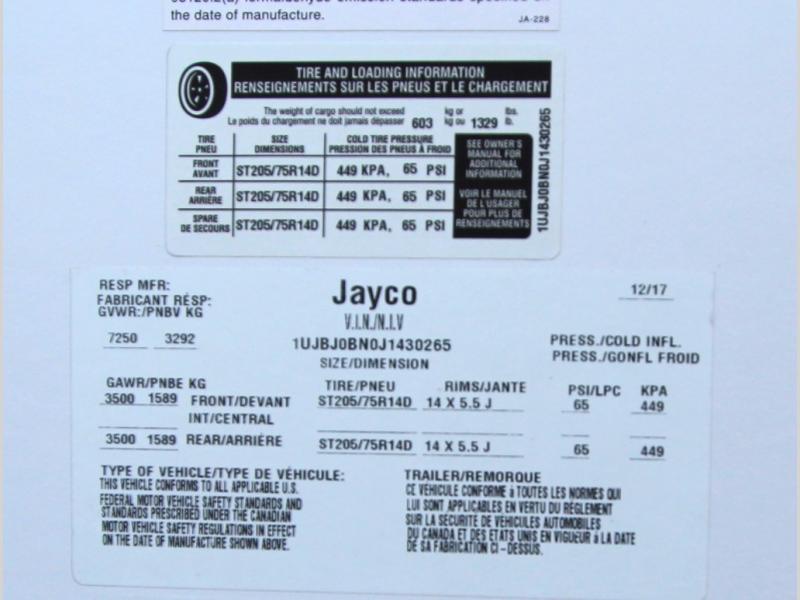 the date of manufacture.
JA-228
TIRE AND LOADING INFORMATION
RENSEIGNEMENTS SUR LES PNEUS ET LE CHARGEMENT
The weight of cargo should not exceed kg or lbs.
Le poids du chargement ne doit jamais dépasser 603 kg ou 1329 lb.
TIRE SIZE COLD TIRE PRESSURE
PNEU DIMENSIONS PRESSION DES PNEUS À FROID
FRONT
AVANT ST205/75R14D 449 KPA, 65 PSI
REAR
ARRIÈRE ST205/75R14D 449 KPA, 65 PSI
SPARE
DE SECOURS ST205/75R14D 449 KPA, 65 PSI
SEE OWNER'S
MANUAL FOR
ADDITIONAL
INFORMATION
VOIR LE MANUEL
DE L'USAGER
POUR PLUS DE
RENSEIGNEMENTS
1UJBJ0BN0J1430265
RESP MFR:
FABRICANT RÉSP:
GVWR:/PNBV KG
7250 3292
Jayco
V.I.N./N.I.V
1UJBJ0BN0J1430265
SIZE/DIMENSION
12/17
PRESS./COLD INFL.
PRESS./GONFL FROID
GAWR/PNBE KG TIRE/PNEU RIMS/JANTE PSI/LPC KPA
3500 1589 FRONT/DEVANT ST205/75R14D 14 X 5.5 J 65 449
INT/CENTRAL
3500 1589 REAR/ARRIÈRE ST205/75R14D 14 X 5.5 J 65 449
TYPE OF VEHICLE/TYPE DE VÉHICULE:
THIS VEHICLE CONFORMS TO ALL APPLICABLE U.S.
FEDERAL MOTOR VEHICLE SAFETY STANDARDS AND
STANDARDS PRESCRIBED UNDER THE CANADIAN
MOTOR VEHICLE SAFETY REGULATIONS IN EFFECT
ON THE DATE OF MANUFACTURE SHOWN ABOVE.
TRAILER/REMORQUE
CE VEHICULE CONFORME à TOUTES LES NORMES QUI
LUI SONT APPLICABLES EN VERTU DU RÈGLEMENT
SUR LA SECURITE DE VEHICULES AUTOMOBILES
DU CANADA ET DES ETATS UNIS EN VIGUEUR à LA DATE
DE SA FABRICATION CI-DESSUS.